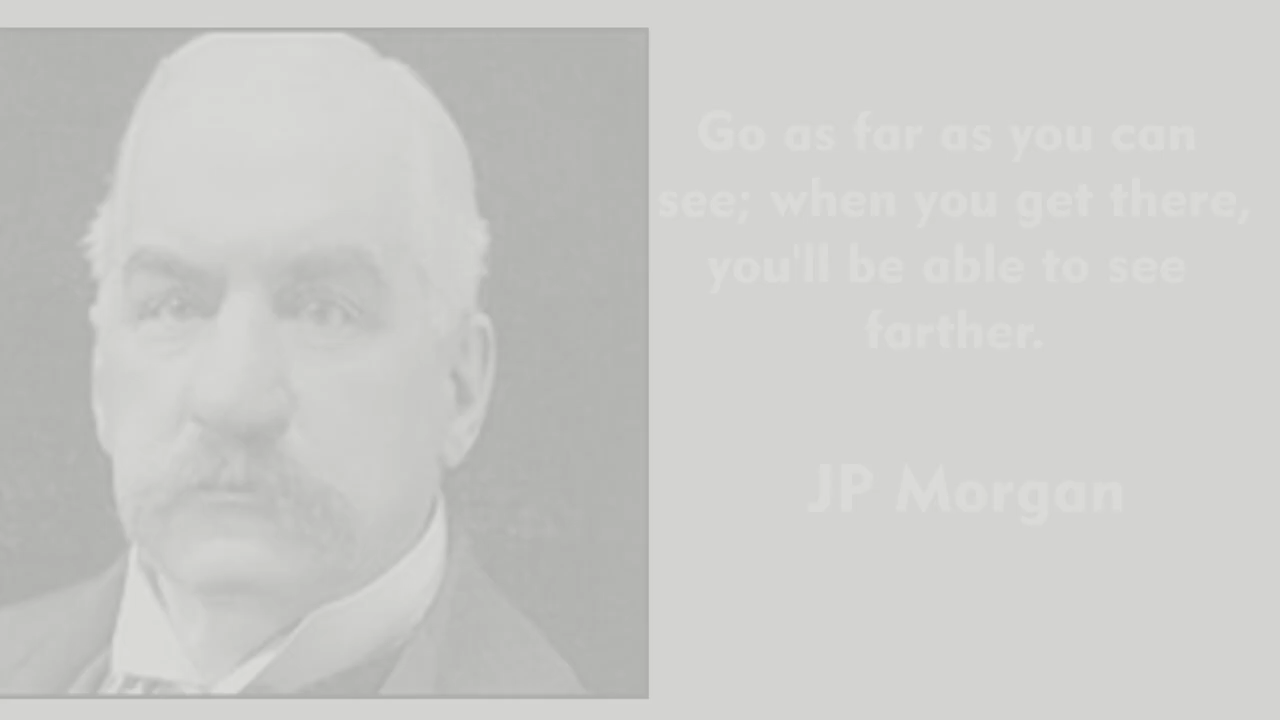 Go as far as you can
see; when you get there,
you'll be able to see
farther.
JP Morgan